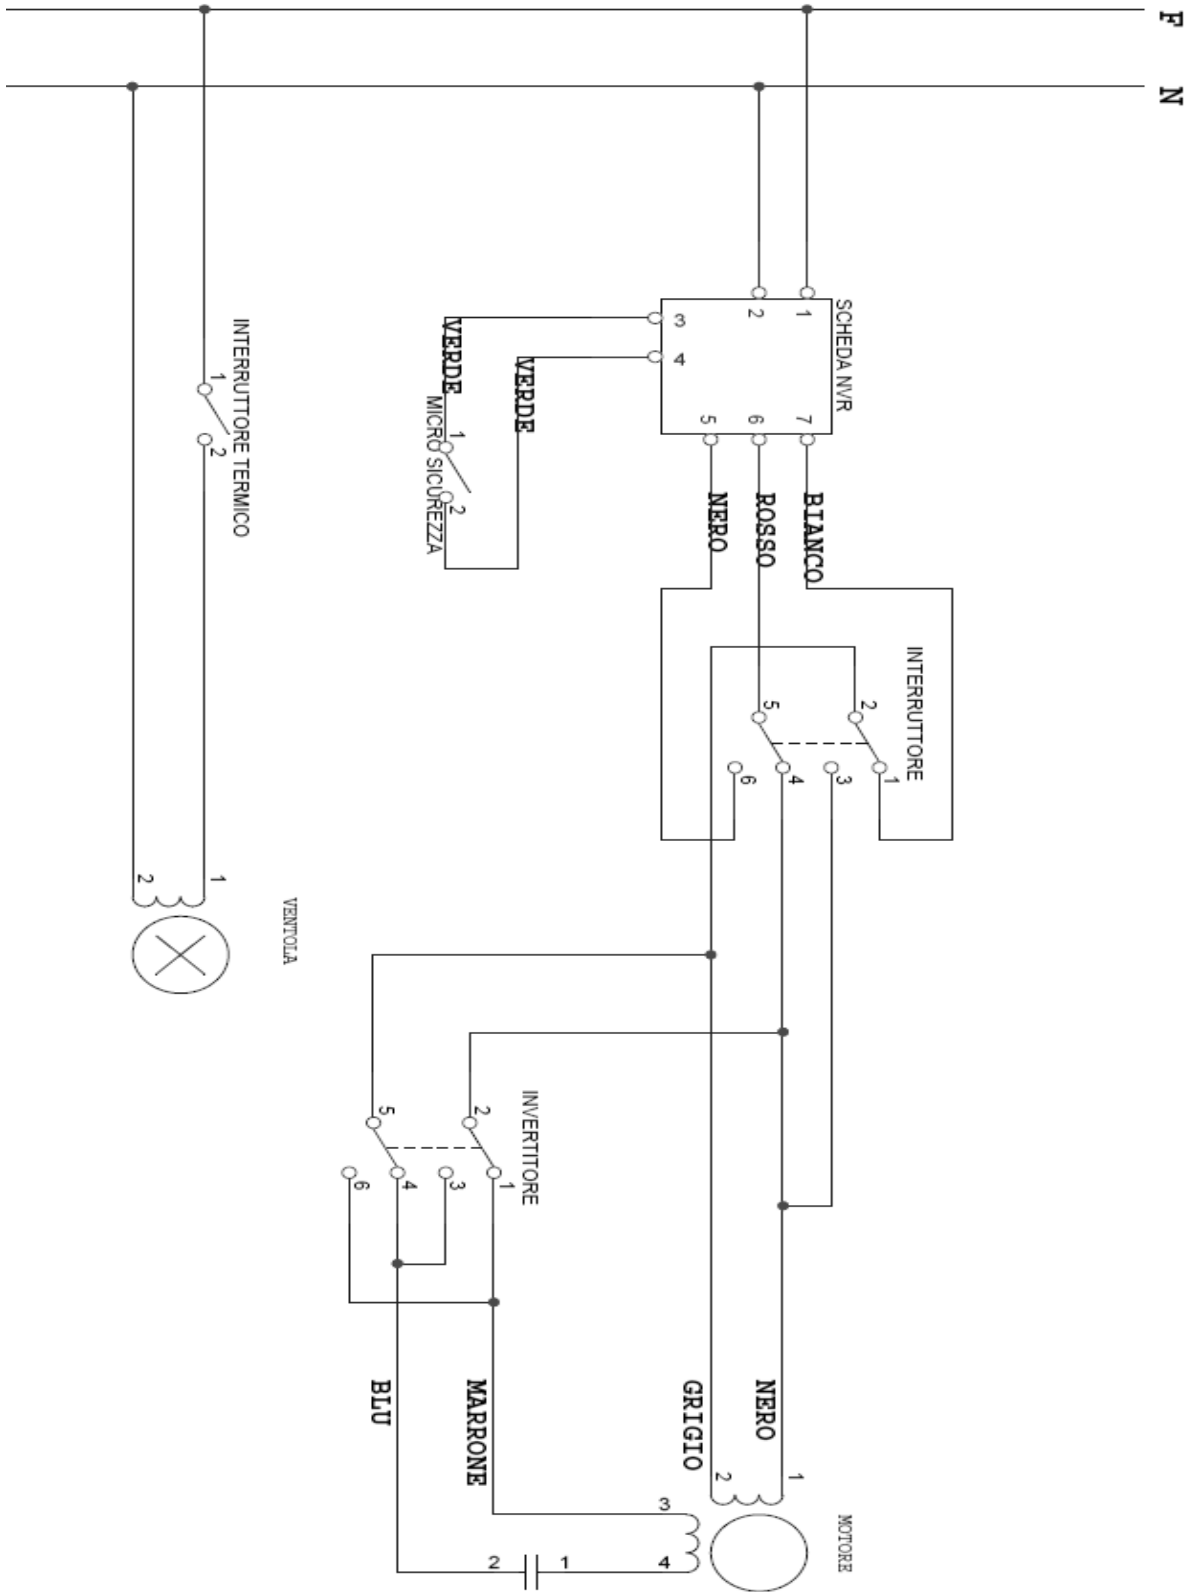 F
N
SCHEDA NVR
1
2
3
4
5
6
7
VERDE
VERDE
MICRO SICUREZZA
1
2
INTERRUTTORE TERMICO
1
2
NERO
ROSSO
BIANCO
INTERRUTTORE
2
5
1
3
4
6
VENTOLA
1
2
INVERTITORE
2
5
1
3
4
6
BLU
MARRONE
GRIGIO
NERO
MOTORE
1
2
3
4
2
1